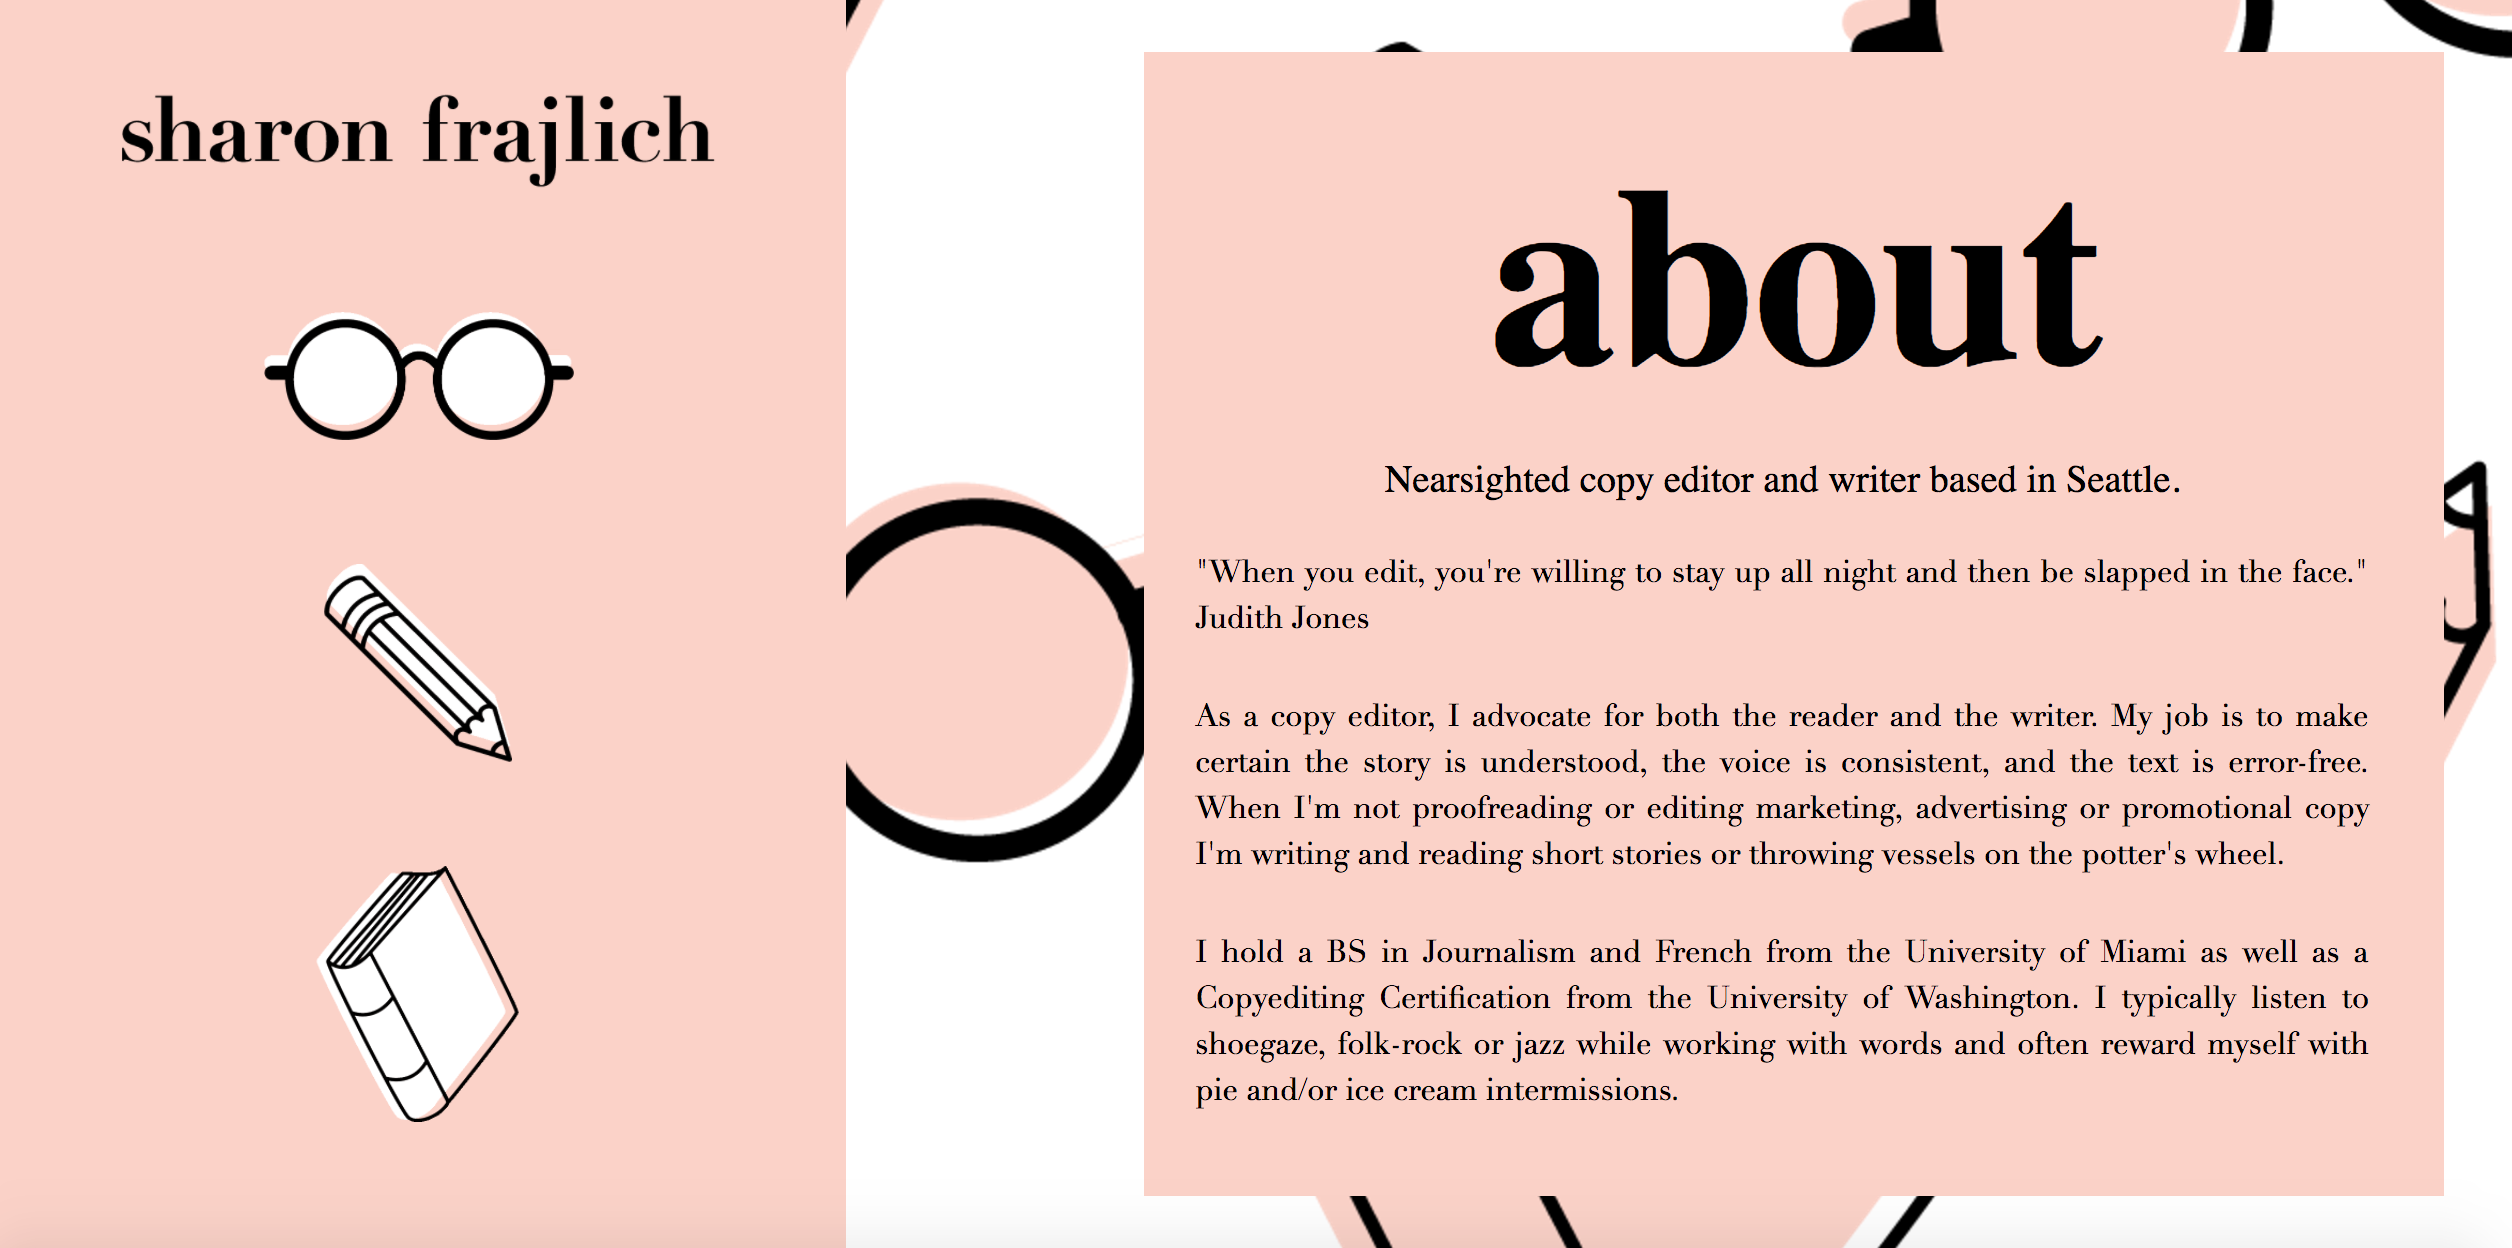 sharon frajlich
about
Nearsighted copy editor and writer based in Seattle.
"When you edit, you're willing to stay up all night and then be slapped in the face."
Judith Jones
As a copy editor, I advocate for both the reader and the writer. My job is to make
certain the story is understood, the voice is consistent, and the text is error-free.
When I'm not proofreading or editing marketing, advertising or promotional copy
I'm writing and reading short stories or throwing vessels on the potter's wheel.
I hold a BS in Journalism and French from the University of Miami as well as a
Copyediting Certification from the University of Washington. I typically listen to
shoegaze, folk-rock or jazz while working with words and often reward myself with
pie and/or ice cream intermissions.